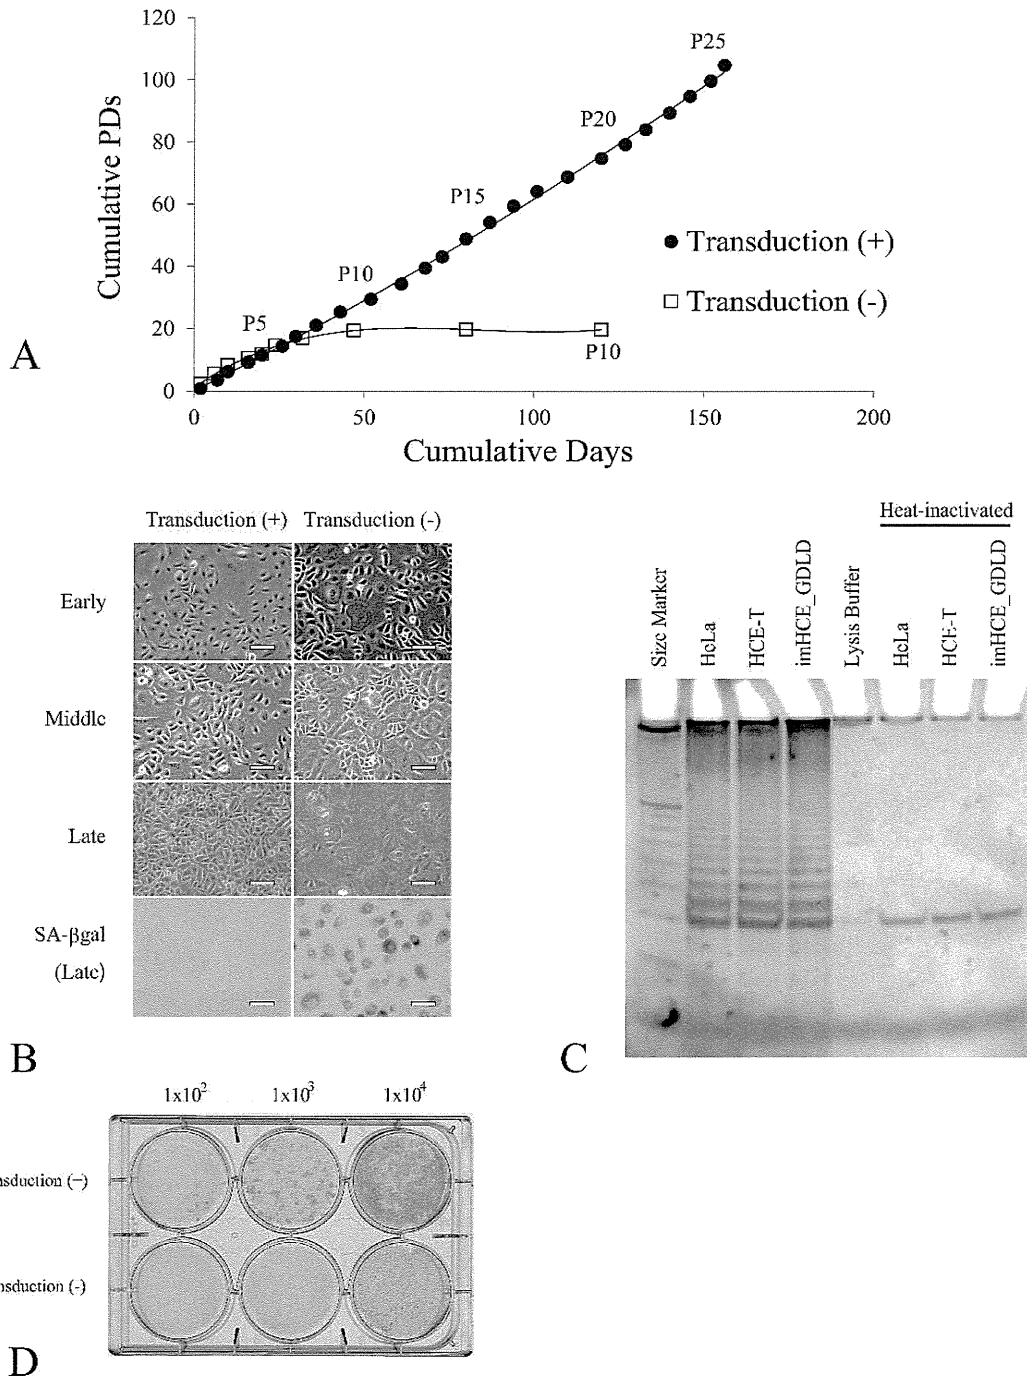 120
100
80
60
40
20
0
Cumulative PDs
P25
P20
P15
P10
P5
P10
Transduction (+)
Transduction (-)
0 50 100 150 200
Cumulative Days
A
Transduction (+) Transduction (-)
Early
Middle
Late
SA-βgal
(Late)
B
Heat-inactivated
Size Marker
HeLa
HCE-T
imHCE_GDLD
Lysis Buffer
HeLa
HCE-T
imHCE_GDLD
C
1x10² 1x10³ 1x10⁴
nsduction (+)
nsduction (-)
D